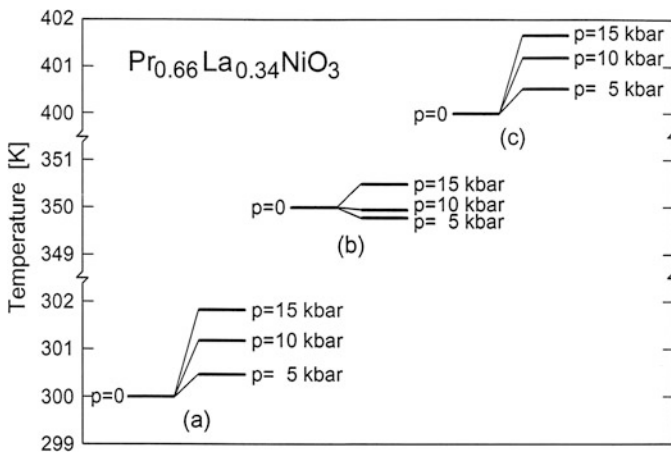 402
401
400
350
349
302
301
300
299
Temperature [K]
Pr0.66La0.34NiO3
p=0
p=15 kbar
p=10 kbar
p= 5 kbar
(c)
p=0
p=15 kbar
p=10 kbar
p= 5 kbar
(b)
p=0
p=15 kbar
p=10 kbar
p= 5 kbar
(a)